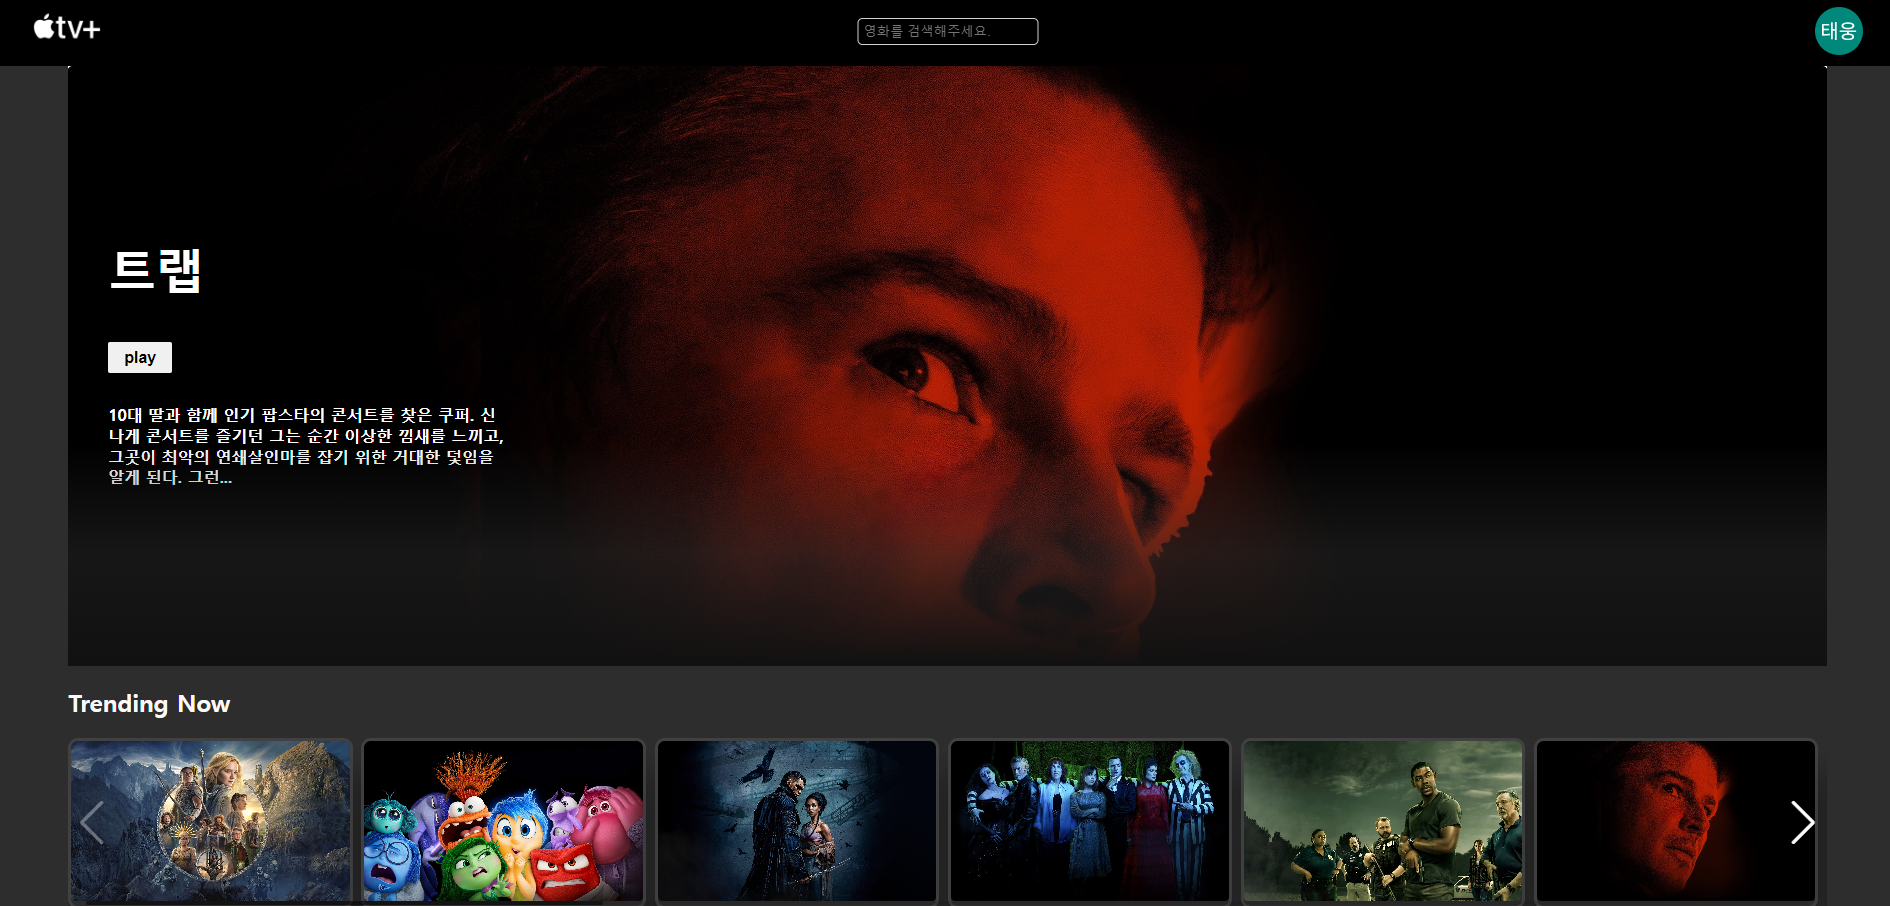 tv+
영화를 검색해주세요.
태웅
트랩
play
10대 딸과 함께 인기 팝스타의 콘서트를 찾은 쿠퍼. 신
나게 콘서트를 즐기던 그는 순간 이상한 낌새를 느끼고,
그곳이 최악의 연쇄살인마를 잡기 위한 거대한 덫임을
알게 된다. 그런...
Trending Now